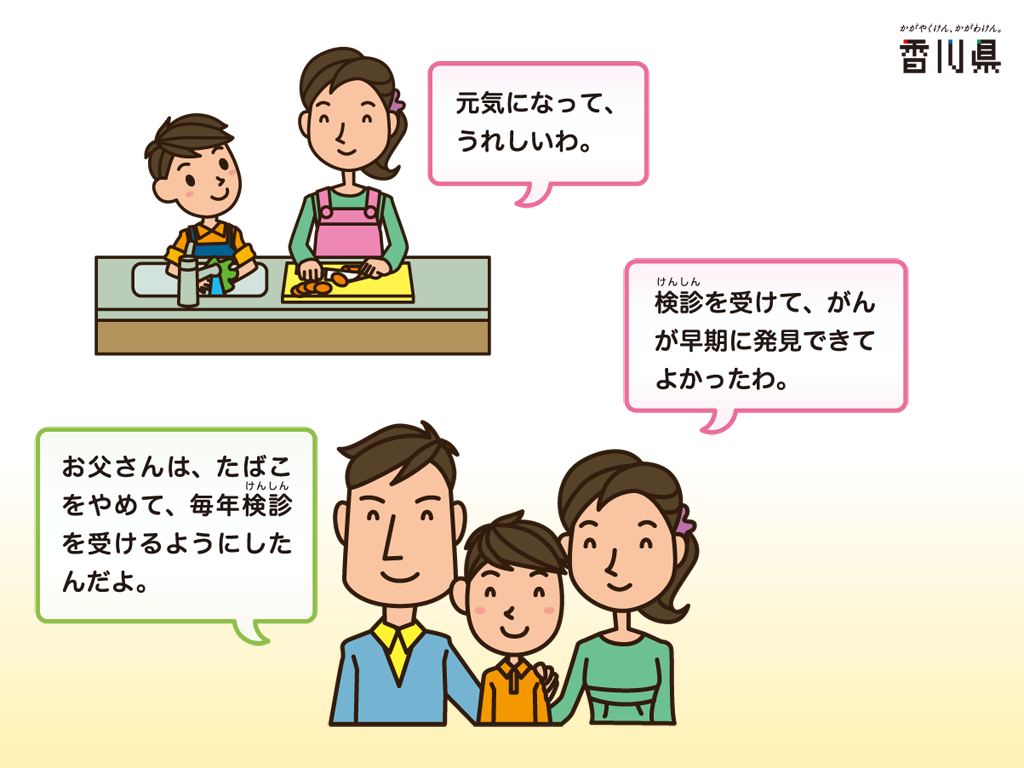 かがやくけん、かがわけん。
香川県
元気になって、
うれしいわ。
けんしん
検診を受けて、がん
が早期に発見できて
よかったわ。
お父さんは、たばこ
けんしん
をやめて、毎年検診
を受けるようにした
んだよ。